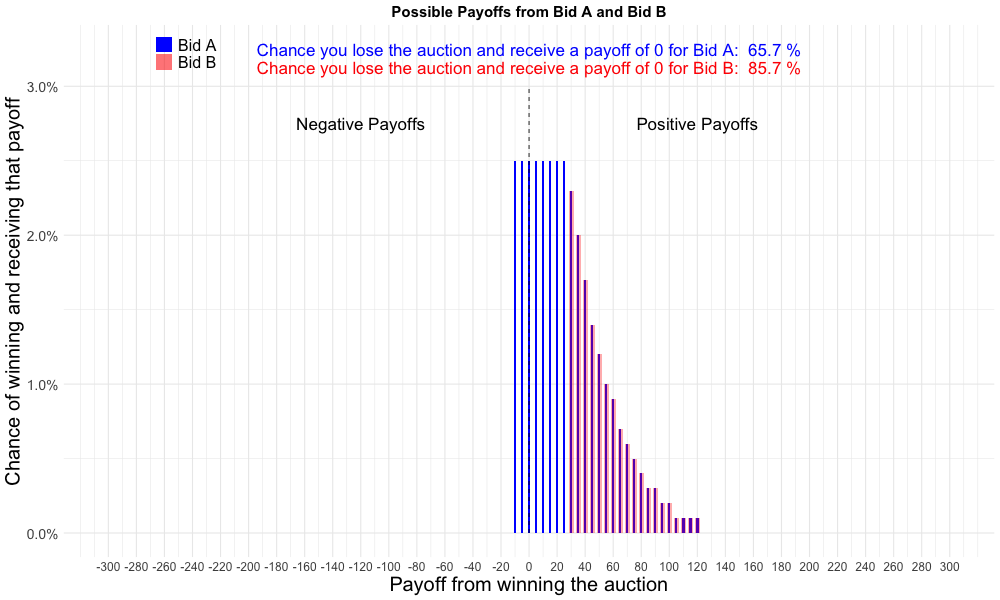 Possible Payoffs from Bid A and Bid B
Bid A
Bid B
Chance you lose the auction and receive a payoff of 0 for Bid A:  65.7 %
Chance you lose the auction and receive a payoff of 0 for Bid B:  85.7 %
Negative Payoffs
Positive Payoffs
Chance of winning and receiving that payoff
3.0%
2.0%
1.0%
0.0%
-300 -280 -260 -240 -220 -200 -180 -160 -140 -120 -100 -80 -60 -40 -20 0 20 40 60 80 100 120 140 160 180 200 220 240 260 280 300
Payoff from winning the auction